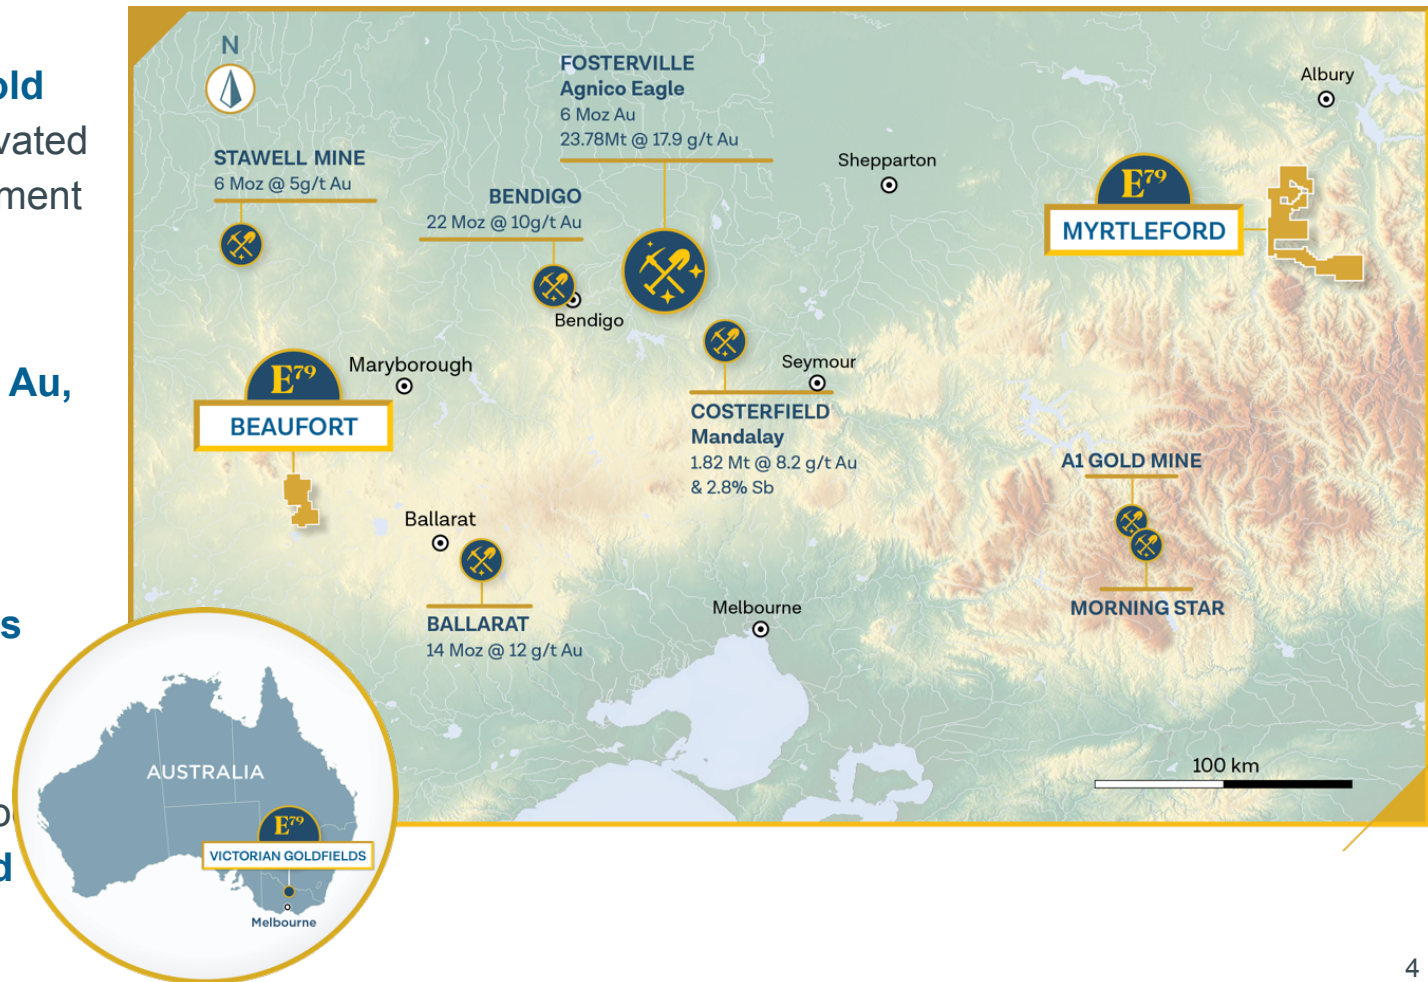 old
vated
ment
Au,
s
d
N
FOSTERVILLE
Agnico Eagle
6 Moz Au
23.78Mt @ 17.9 g/t Au
Albury
STAWELL MINE
6 Moz @ 5g/t Au
Shepparton
BENDIGO
22 Moz @ 10g/t Au
E79
MYRTLEFORD
Bendigo
E79
BEAUFORT
Maryborough
Seymour
COSTERFIELD
Mandalay
1.82 Mt @ 8.2 g/t Au
& 2.8% Sb
A1 GOLD MINE
Ballarat
BALLARAT
14 Moz @ 12 g/t Au
Melbourne
MORNING STAR
100 km
AUSTRALIA
E79
VICTORIAN GOLDFIELDS
Melbourne
4